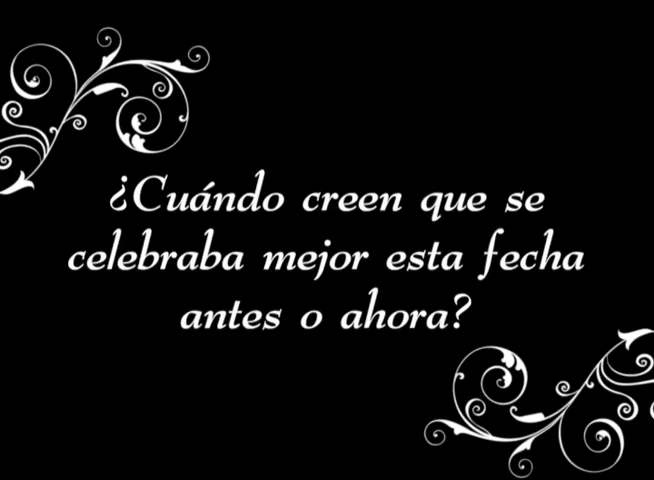 ¿Cuándo creen que se
celebraba mejor esta fecha
antes o ahora?